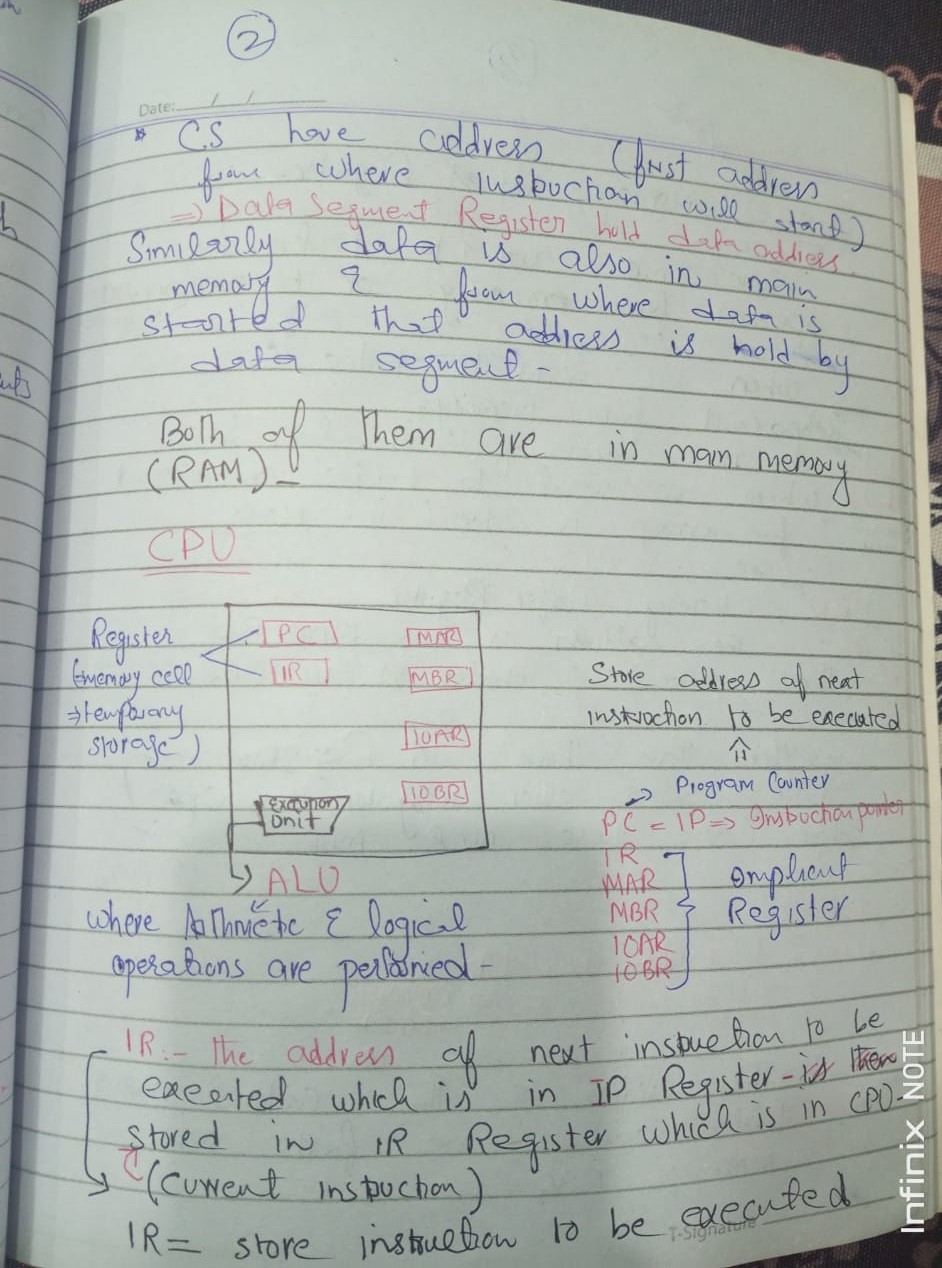 2
Date: / /
* CS have address (first address
from where instruction will start)
⇒ Data Segment Register hold data address
Similarly data is also in main
memory & from where data is
started that address is hold by
data segment -
Both of them are in main memory
(RAM) -
CPU
Register
(memory cell
⇒temporary
storage)
PC
IR
MAR
MBR
IOAR
IOBR
Execution
Unit
ALU
where Arithmetic & logical
operations are performed -
Store address of next
instruction to be executed
⇑
→ Program Counter
PC = IP ⇒ Instruction pointer
IR
MAR
MBR
IOAR
IOBR
Implicit
Register
IR:- the address of next instruction to be
executed which is in IP Register - is then
stored in IR Register which is in CPU-
(Current instruction)
IR = store instruction to be executed
T-Signature
Infinix NOTE